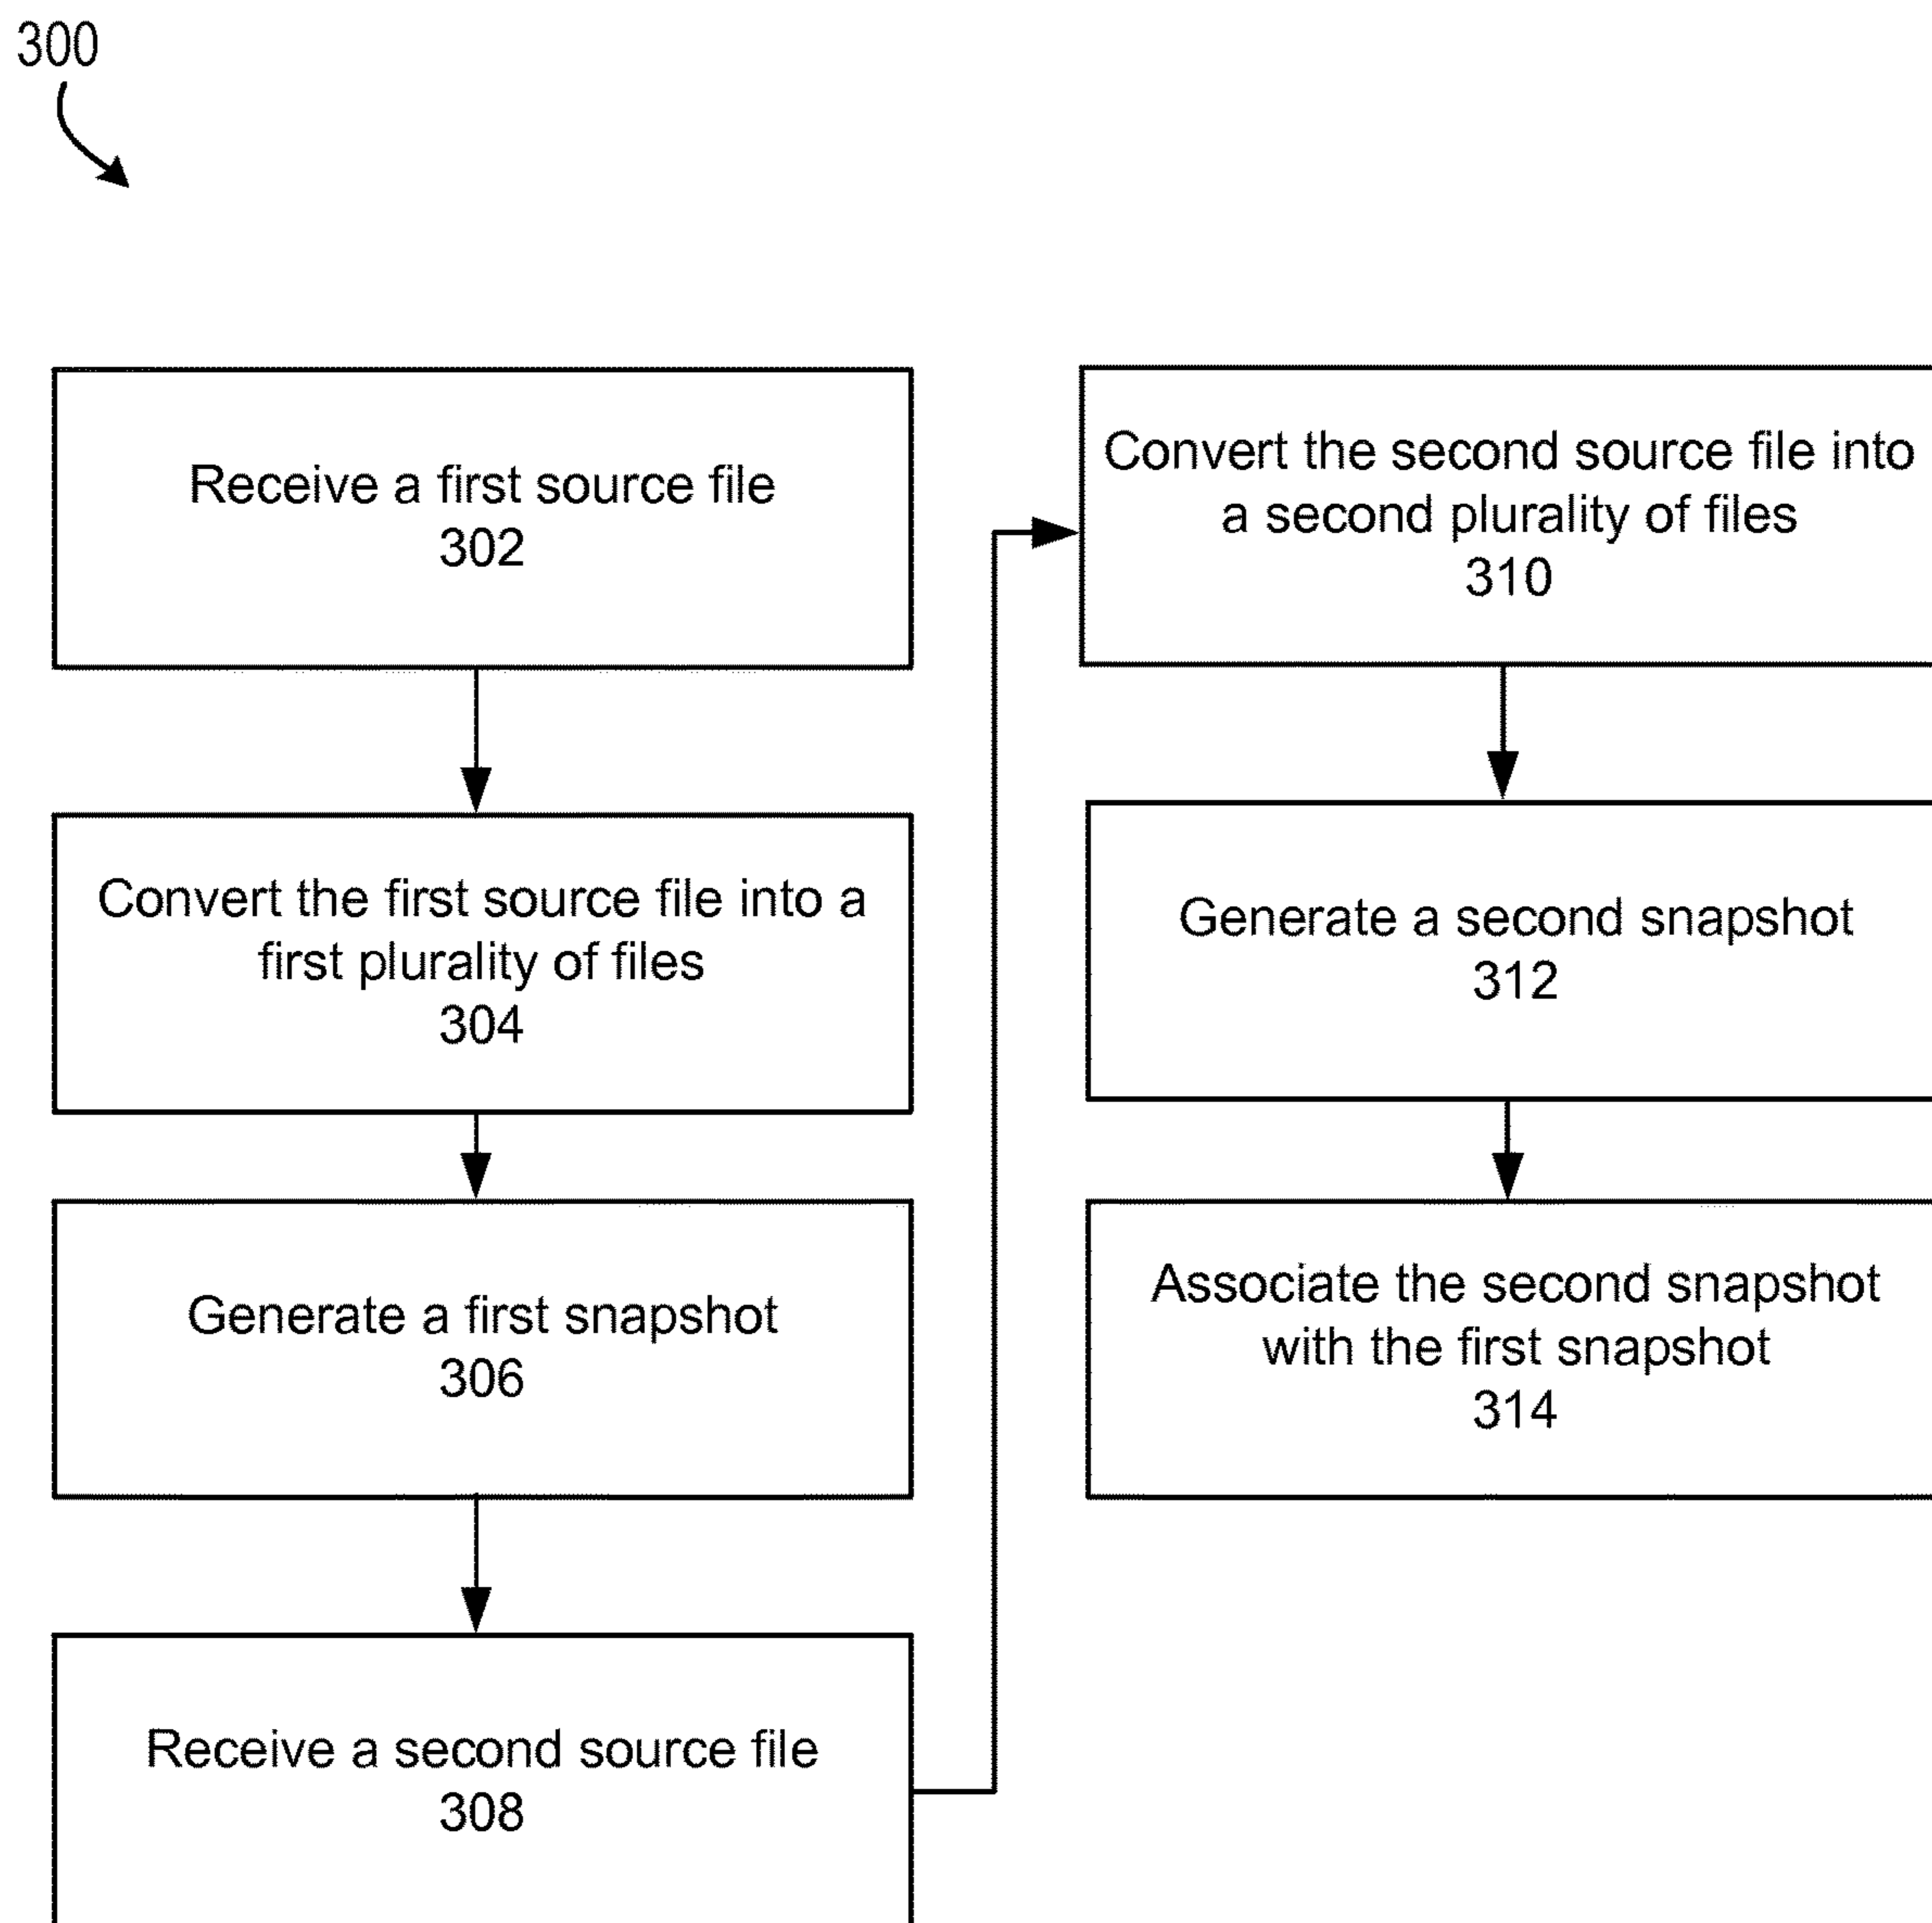 300
Receive a first source file
302
Convert the first source file into a
first plurality of files
304
Generate a first snapshot
306
Receive a second source file
308
Convert the second source file into
a second plurality of files
310
Generate a second snapshot
312
Associate the second snapshot
with the first snapshot
314